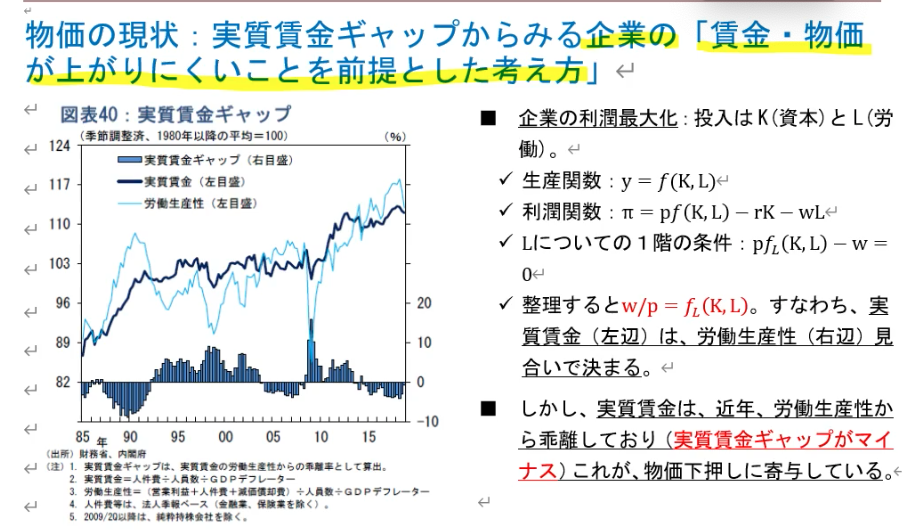 物価の現状：実質賃金ギャップからみる企業の「賃金・物価
が上がりにくいことを前提とした考え方」
図表40：実質賃金ギャップ
（季節調整済、1980年以降の平均＝100）
（％）
124
117
110
103
96
89
82
20
10
0
-10
実質賃金ギャップ（右目盛）
実質賃金（左目盛）
労働生産性（左目盛）
85 90 95 00 05 10 15
年
（出所）財務省、内閣府
（注）1. 実質賃金ギャップは、実質賃金の労働生産性からの乖離率として算出。
2. 実質賃金＝人件費÷人員数÷ＧＤＰデフレーター
3. 労働生産性＝（営業利益＋人件費＋減価償却費）÷人員数÷ＧＤＰデフレーター
4. 人件費等は、法人季報ベース（金融業、保険業を除く）。
5. 2009/2Q以降は、純粋持株会社を除く。
■ 企業の利潤最大化：投入はＫ（資本）とＬ（労
働）。
✓ 生産関数：y = f(K, L)
✓ 利潤関数：π = pf(K, L) − rK − wL
✓ Lについての１階の条件：pf_L(K, L) − w =
0
✓ 整理するとw/p = f_L(K, L)。すなわち、実
質賃金（左辺）は、労働生産性（右辺）見
合いで決まる。
■ しかし、実質賃金は、近年、労働生産性か
ら乖離しており（実質賃金ギャップがマイ
ナス）これが、物価下押しに寄与している。